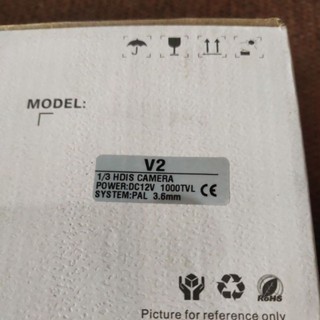 MODEL:
V2
1/3 HDIS CAMERA
POWER:DC12V 1000TVL CE
SYSTEM:PAL 3.6mm
RoHS
Picture for reference only